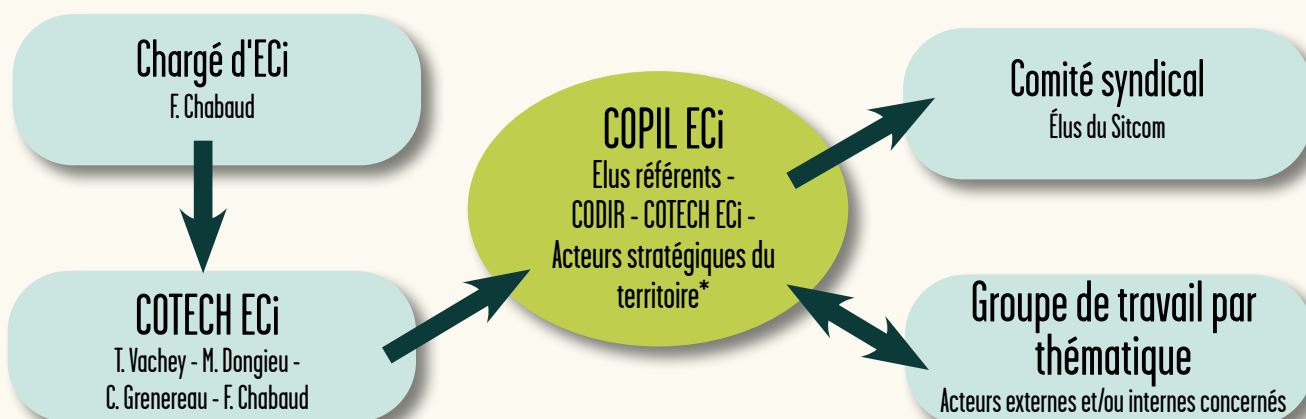 Chargé d'ECi
F. Chabaud
COTECH ECi
T. Vachey - M. Dongieu -
C. Grenereau - F. Chabaud
COPIL ECi
Elus référents -
CODIR - COTECH ECi -
Acteurs stratégiques du
territoire*
Comité syndical
Élus du Sitcom
Groupe de travail par
thématique
Acteurs externes et/ou internes concernés